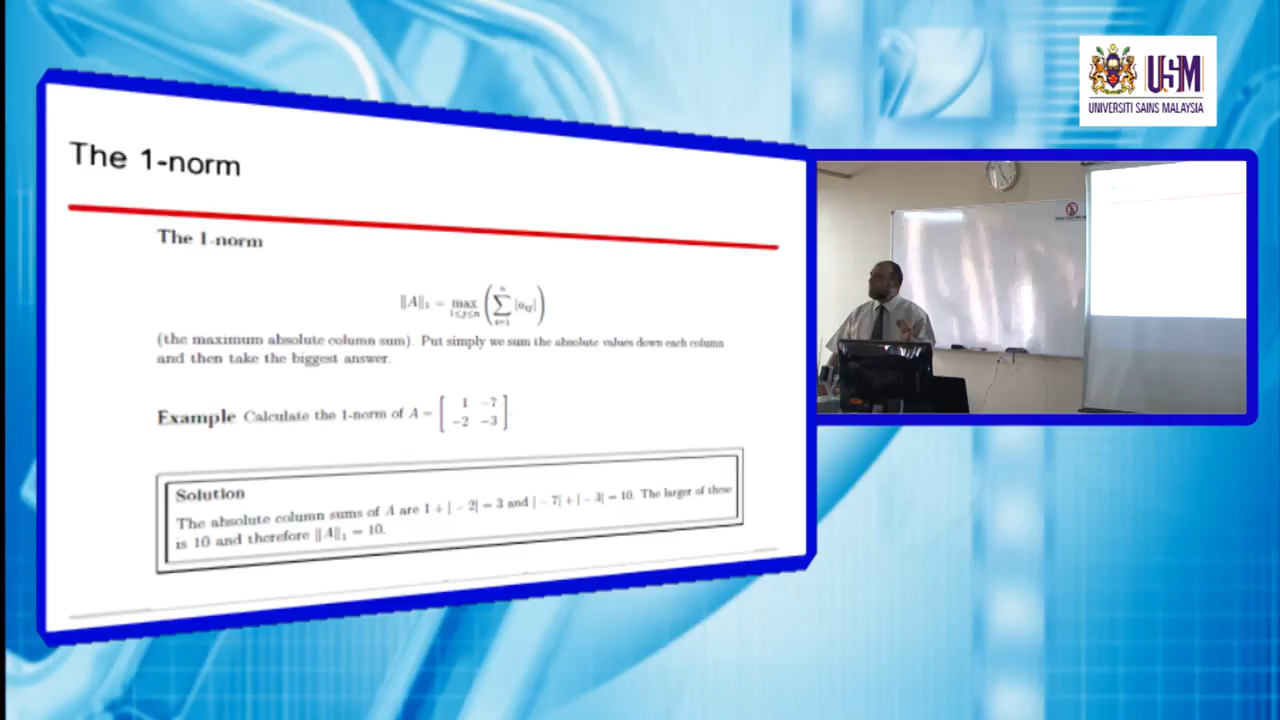 The 1-norm
The 1-norm
‖A‖₁ = max 1≤j≤n ( ∑ i=1 n |aᵢⱼ| )
(the maximum absolute column sum). Put simply we sum the absolute values down each column
and then take the biggest answer.
Example Calculate the 1-norm of A = [ 1 -7
-2 -3 ].
Solution
The absolute column sums of A are 1 + | - 2| = 3 and | - 7| + | - 3| = 10. The larger of these
is 10 and therefore ‖A‖₁ = 10.
USM
UNIVERSITI SAINS MALAYSIA